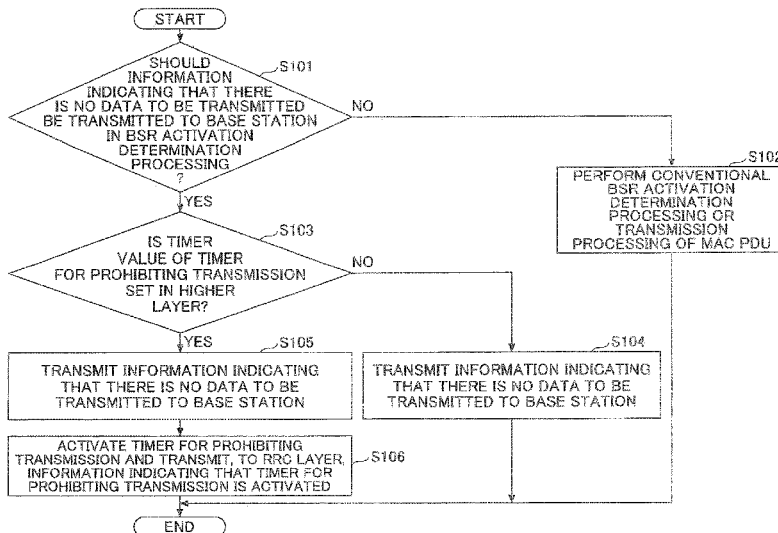 START
SHOULD
INFORMATION
INDICATING THAT THERE
IS NO DATA TO BE TRANSMITTED
BE TRANSMITTED TO BASE STATION
IN BSR ACTIVATION
DETERMINATION
PROCESSING
?
S101
NO
YES
S102
PERFORM CONVENTIONAL
BSR ACTIVATION
DETERMINATION
PROCESSING OR
TRANSMISSION
PROCESSING OF MAC PDU
S103
IS TIMER
VALUE OF TIMER
FOR PROHIBITING TRANSMISSION
SET IN HIGHER
LAYER?
NO
YES
S105
TRANSMIT INFORMATION INDICATING
THAT THERE IS NO DATA TO BE
TRANSMITTED TO BASE STATION
S104
TRANSMIT INFORMATION INDICATING
THAT THERE IS NO DATA TO BE
TRANSMITTED TO BASE STATION
ACTIVATE TIMER FOR PROHIBITING
TRANSMISSION AND TRANSMIT, TO RRC LAYER,
INFORMATION INDICATING THAT TIMER FOR
PROHIBITING TRANSMISSION IS ACTIVATED
S106
END